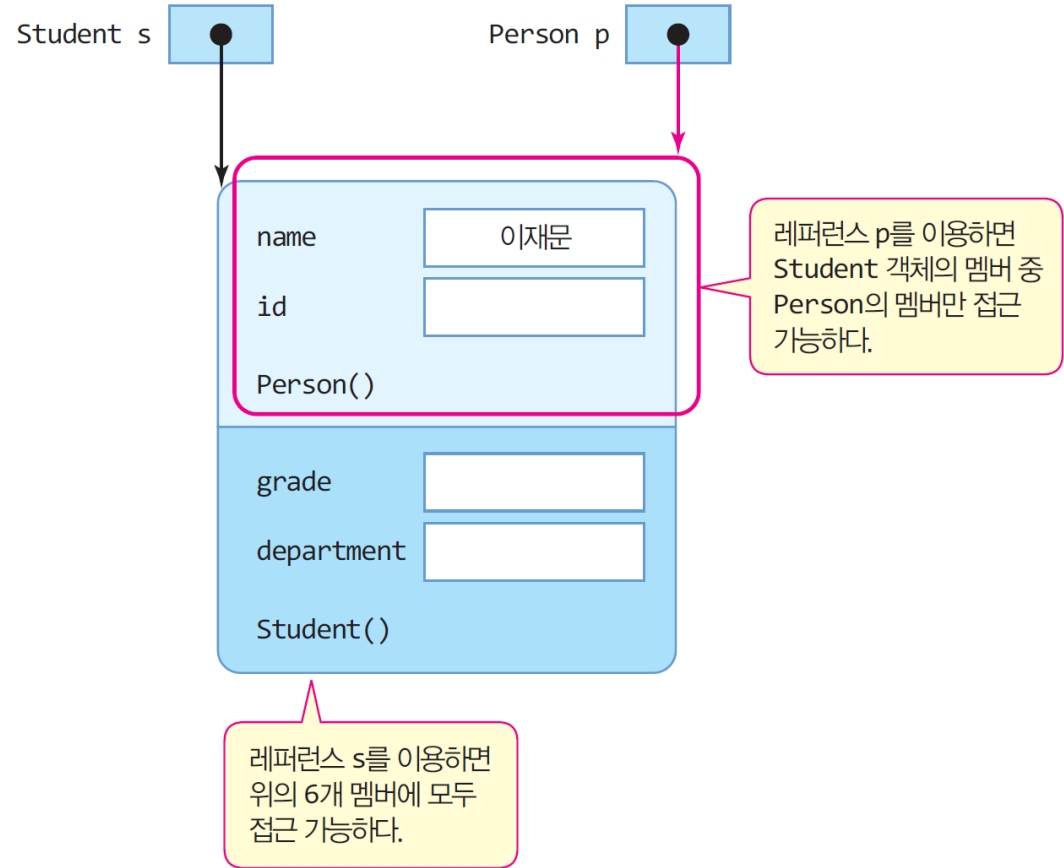 Student s
Person p
name
이재문
id
Person()
레퍼런스 p를 이용하면
Student 객체의 멤버 중
Person의 멤버만 접근
가능하다.
grade
department
Student()
레퍼런스 s를 이용하면
위의 6개 멤버에 모두
접근 가능하다.